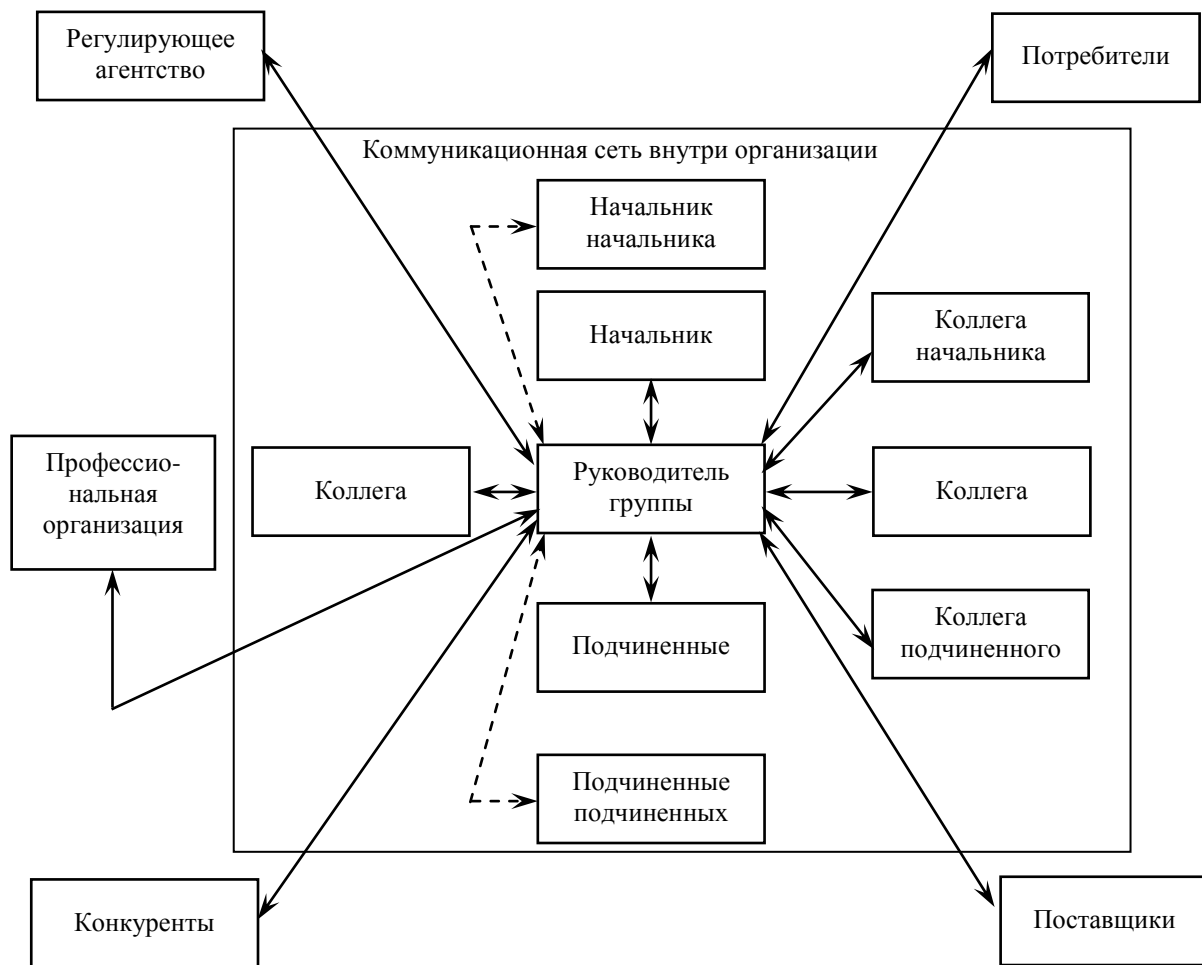 Регулирующее
агентство
Потребители
Коммуникационная сеть внутри организации
Начальник
начальника
Начальник
Коллега
начальника
Профессио-
нальная
организация
Коллега
Руководитель
группы
Коллега
Подчиненные
Коллега
подчиненного
Подчиненные
подчиненных
Конкуренты
Поставщики